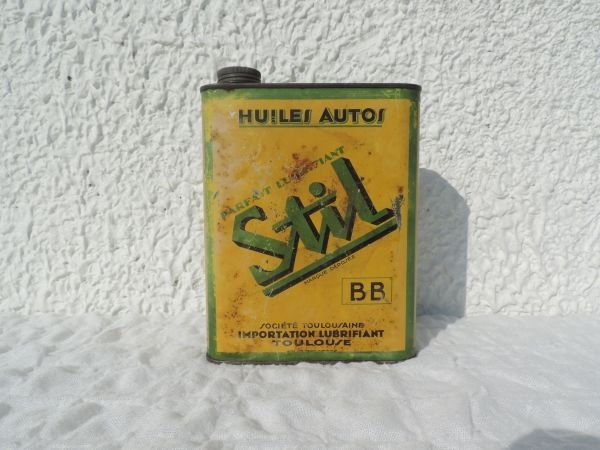 HUILES AUTOS
PARFAIT LUBRIFIANT
Stil
MARQUE DÉPOSÉE
BB
SOCIÉTÉ TOULOUSAINE
IMPORTATION LUBRIFIANT
TOULOUSE